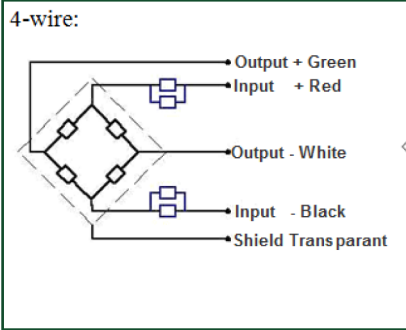 4-wire:
Output + Green
Input + Red
Output - White
Input - Black
Shield Transparant